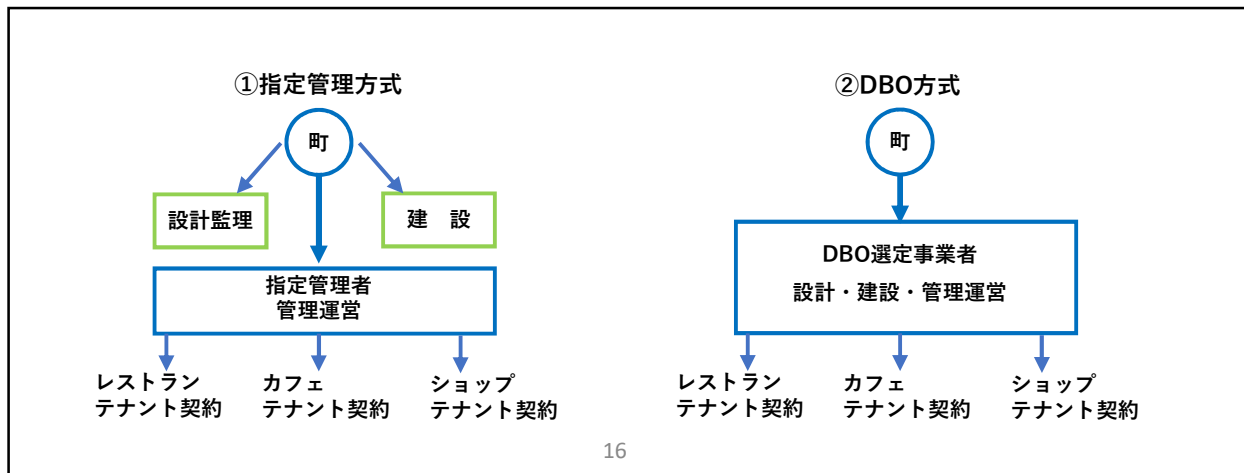 ①指定管理方式
町
設計監理
建　設
指定管理者
管理運営
レストラン
テナント契約
カフェ
テナント契約
ショップ
テナント契約
②DBO方式
町
DBO選定事業者
設計・建設・管理運営
レストラン
テナント契約
カフェ
テナント契約
ショップ
テナント契約
16